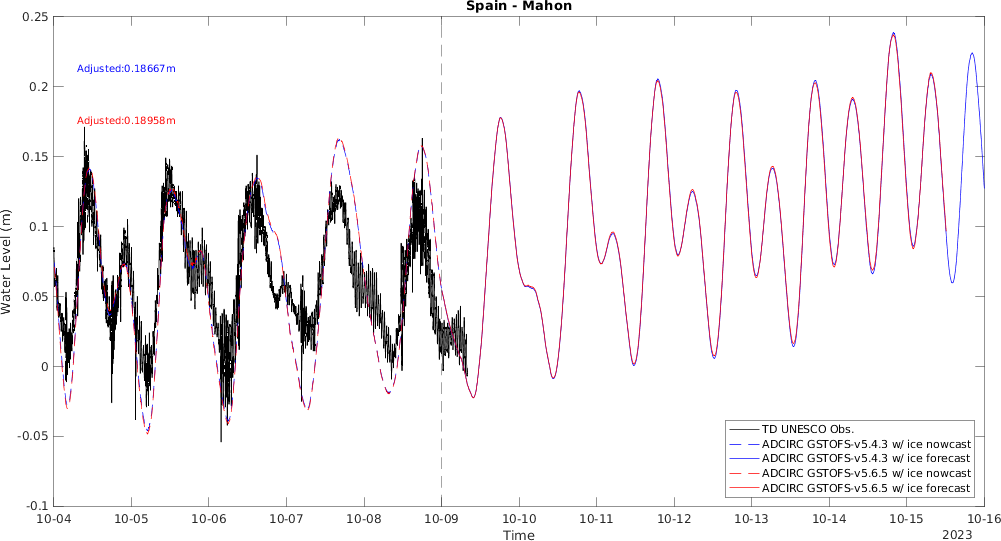 Spain - Mahon
0.25
0.2
0.15
0.1
0.05
0
-0.05
-0.1
Water Level (m)
Adjusted:0.18667m
Adjusted:0.18958m
TD UNESCO Obs.
ADCIRC GSTOFS-v5.4.3 w/ ice nowcast
ADCIRC GSTOFS-v5.4.3 w/ ice forecast
ADCIRC GSTOFS-v5.6.5 w/ ice nowcast
ADCIRC GSTOFS-v5.6.5 w/ ice forecast
10-04 10-05 10-06 10-07 10-08 10-09 10-10 10-11 10-12 10-13 10-14 10-15 10-16
Time
2023